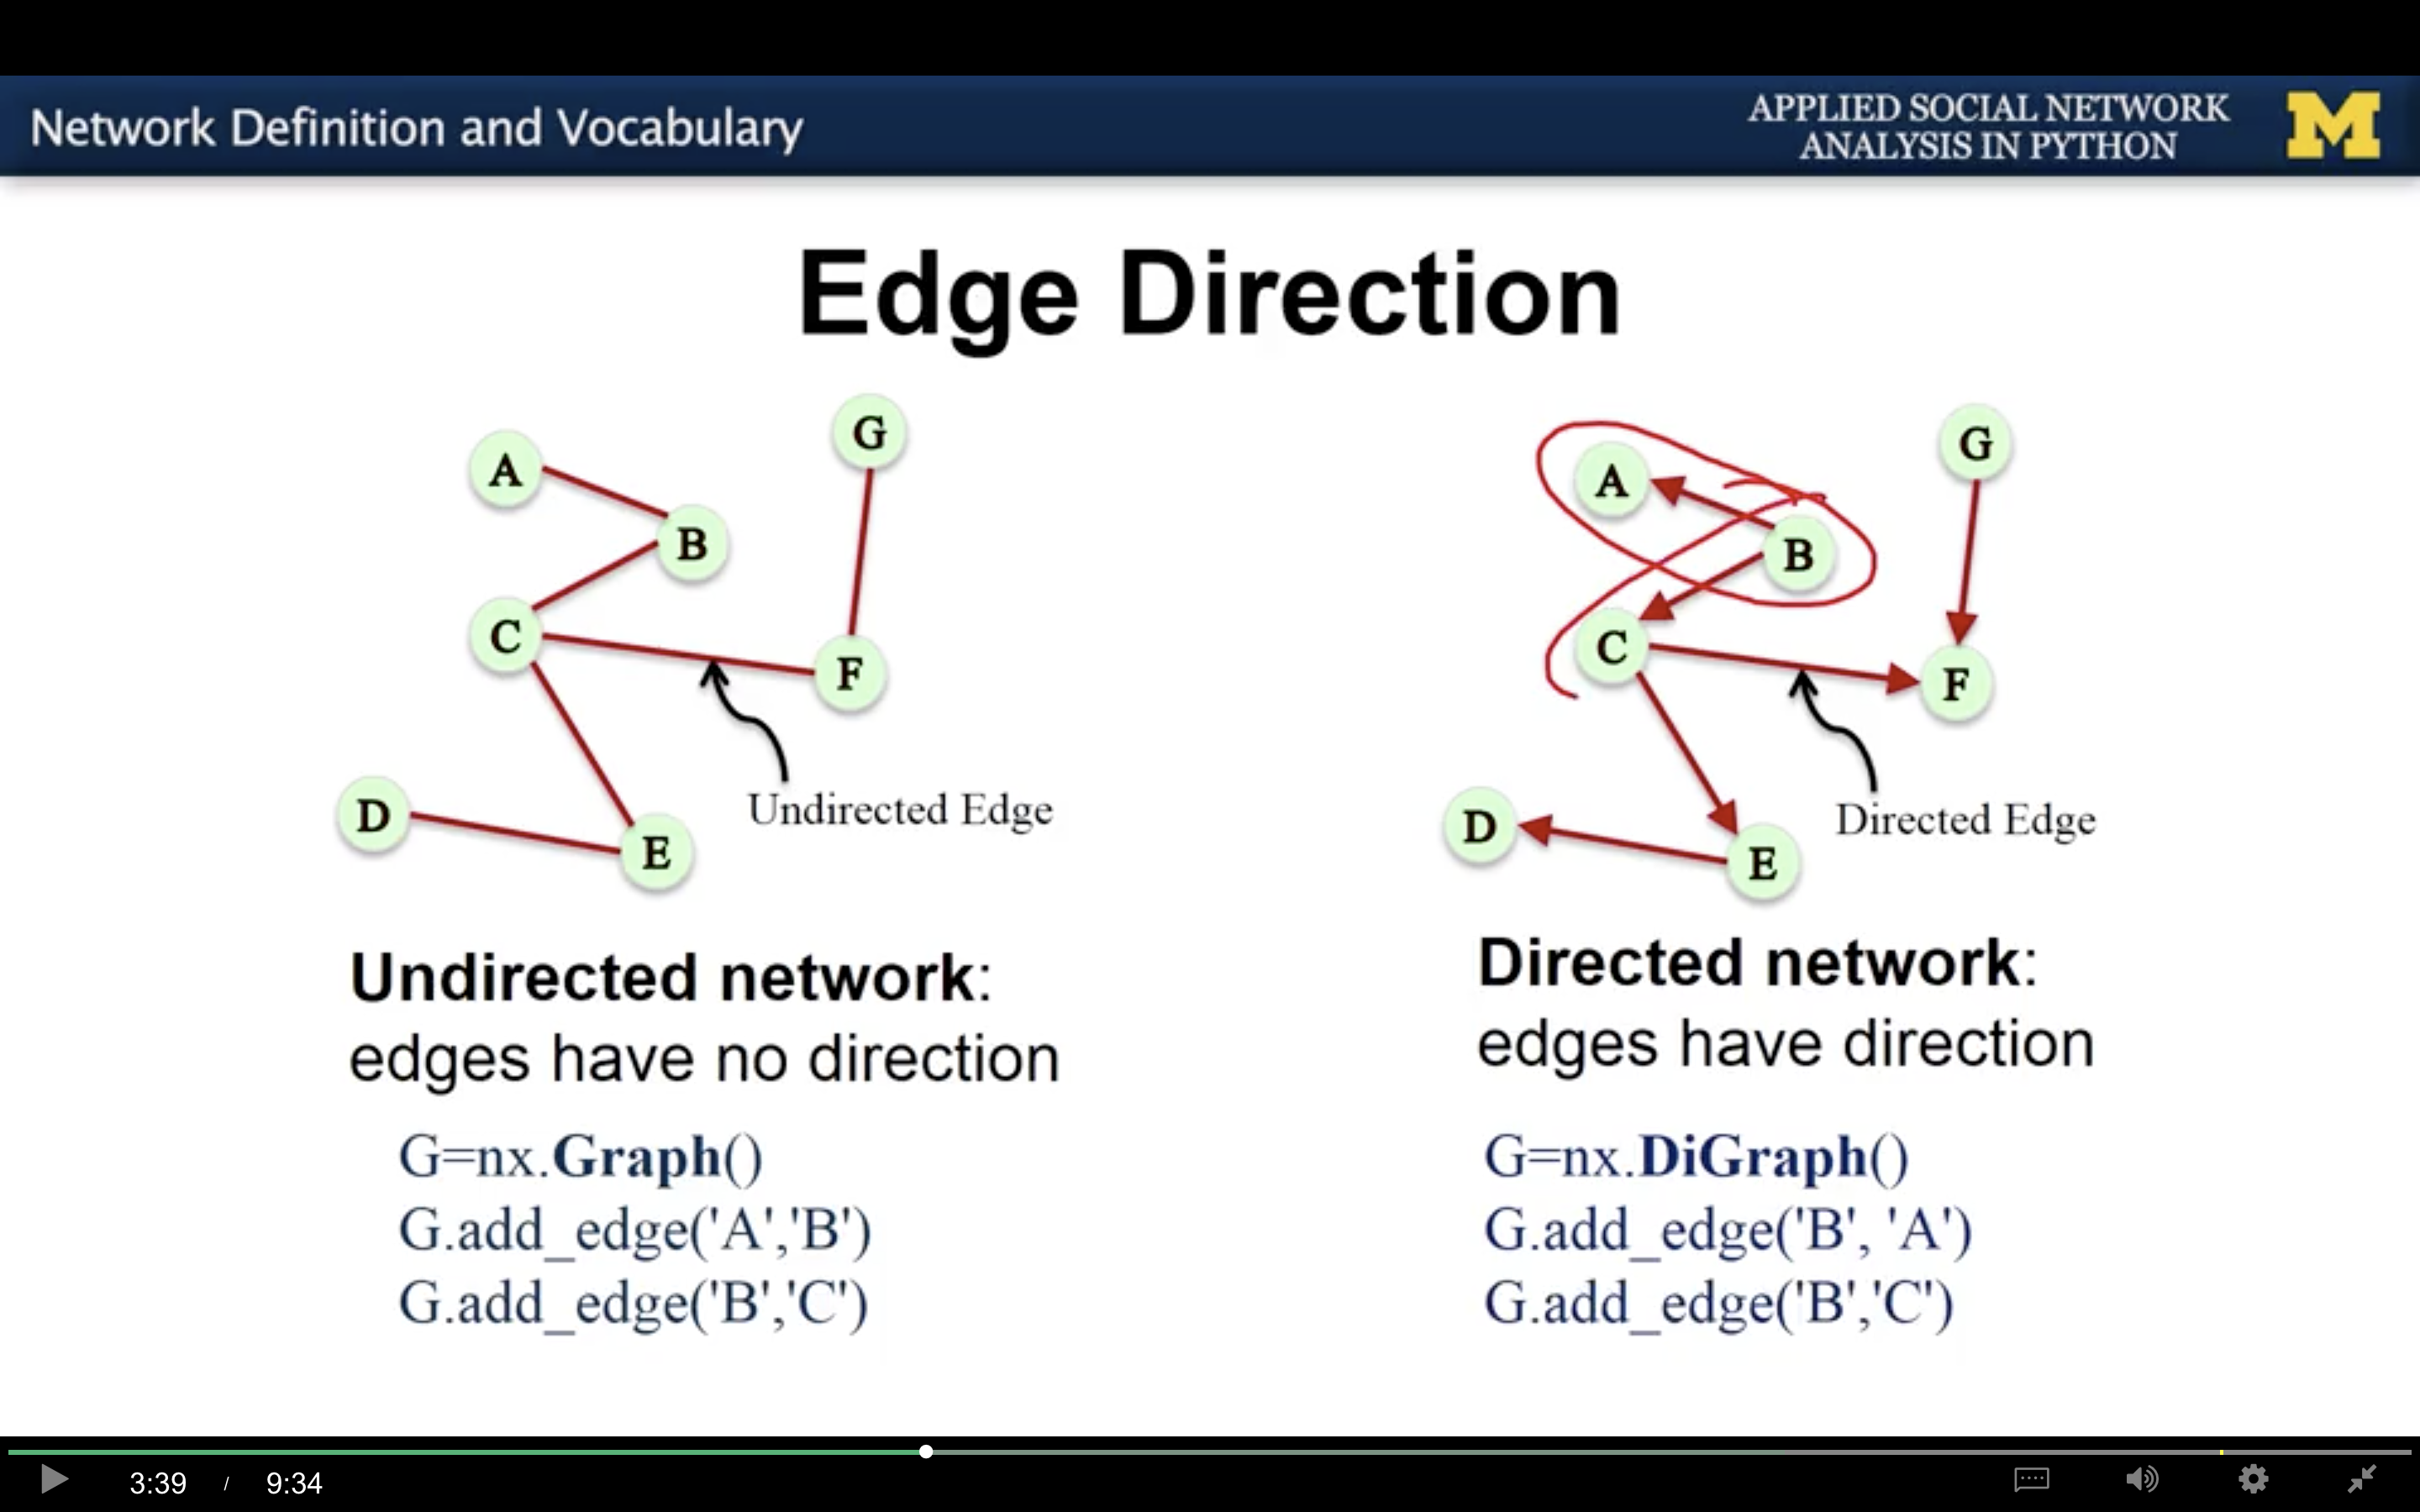 Network Definition and Vocabulary
APPLIED SOCIAL NETWORK
ANALYSIS IN PYTHON
M
Edge Direction
A
B
G
C
F
D
E
Undirected Edge
Undirected network:
edges have no direction
G=nx.Graph()
G.add_edge('A','B')
G.add_edge('B','C')
A
B
G
C
F
D
E
Directed Edge
Directed network:
edges have direction
G=nx.DiGraph()
G.add_edge('B', 'A')
G.add_edge('B','C')
3:39 / 9:34